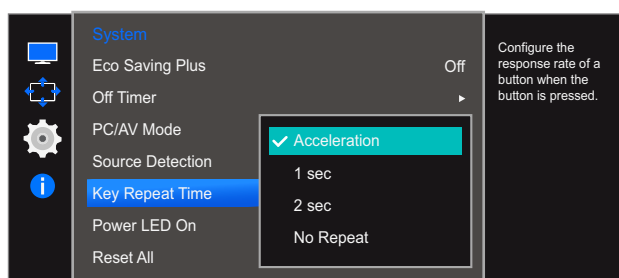 System
Eco Saving Plus Off
Off Timer
PC/AV Mode
Source Detection
Key Repeat Time
Power LED On
Reset All
Acceleration
1 sec
2 sec
No Repeat
Configure the
response rate of a
button when the
button is pressed.